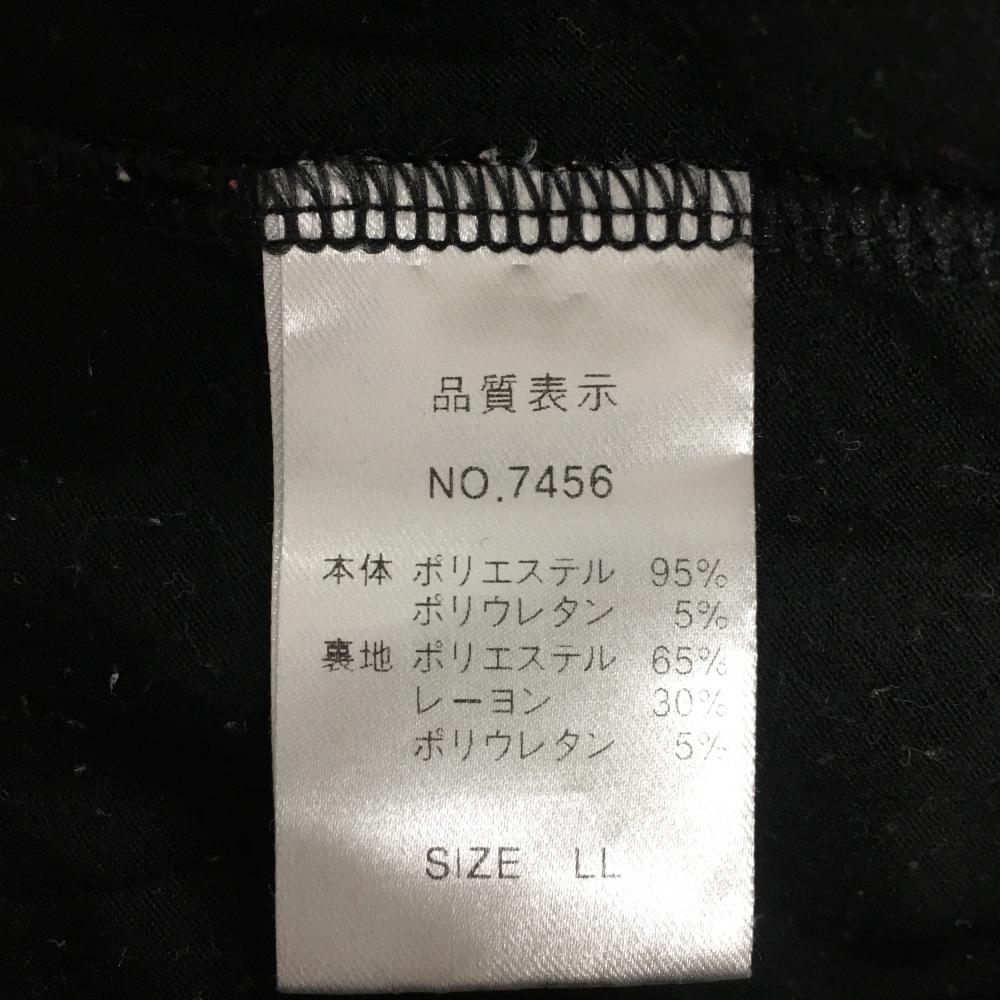 品質表示
NO.7456
本体 ポリエステル 95%
ポリウレタン 5%
裏地 ポリエステル 65%
レーヨン 30%
ポリウレタン 5%
SIZE LL